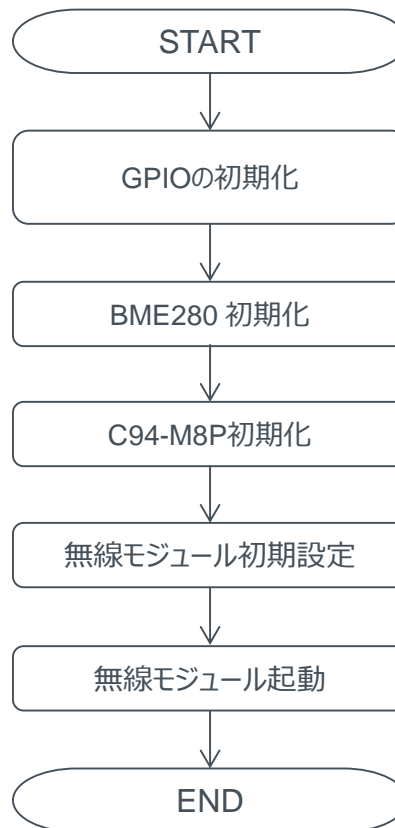 START
GPIOの初期化
BME280 初期化
C94-M8P初期化
無線モジュール初期設定
無線モジュール起動
END